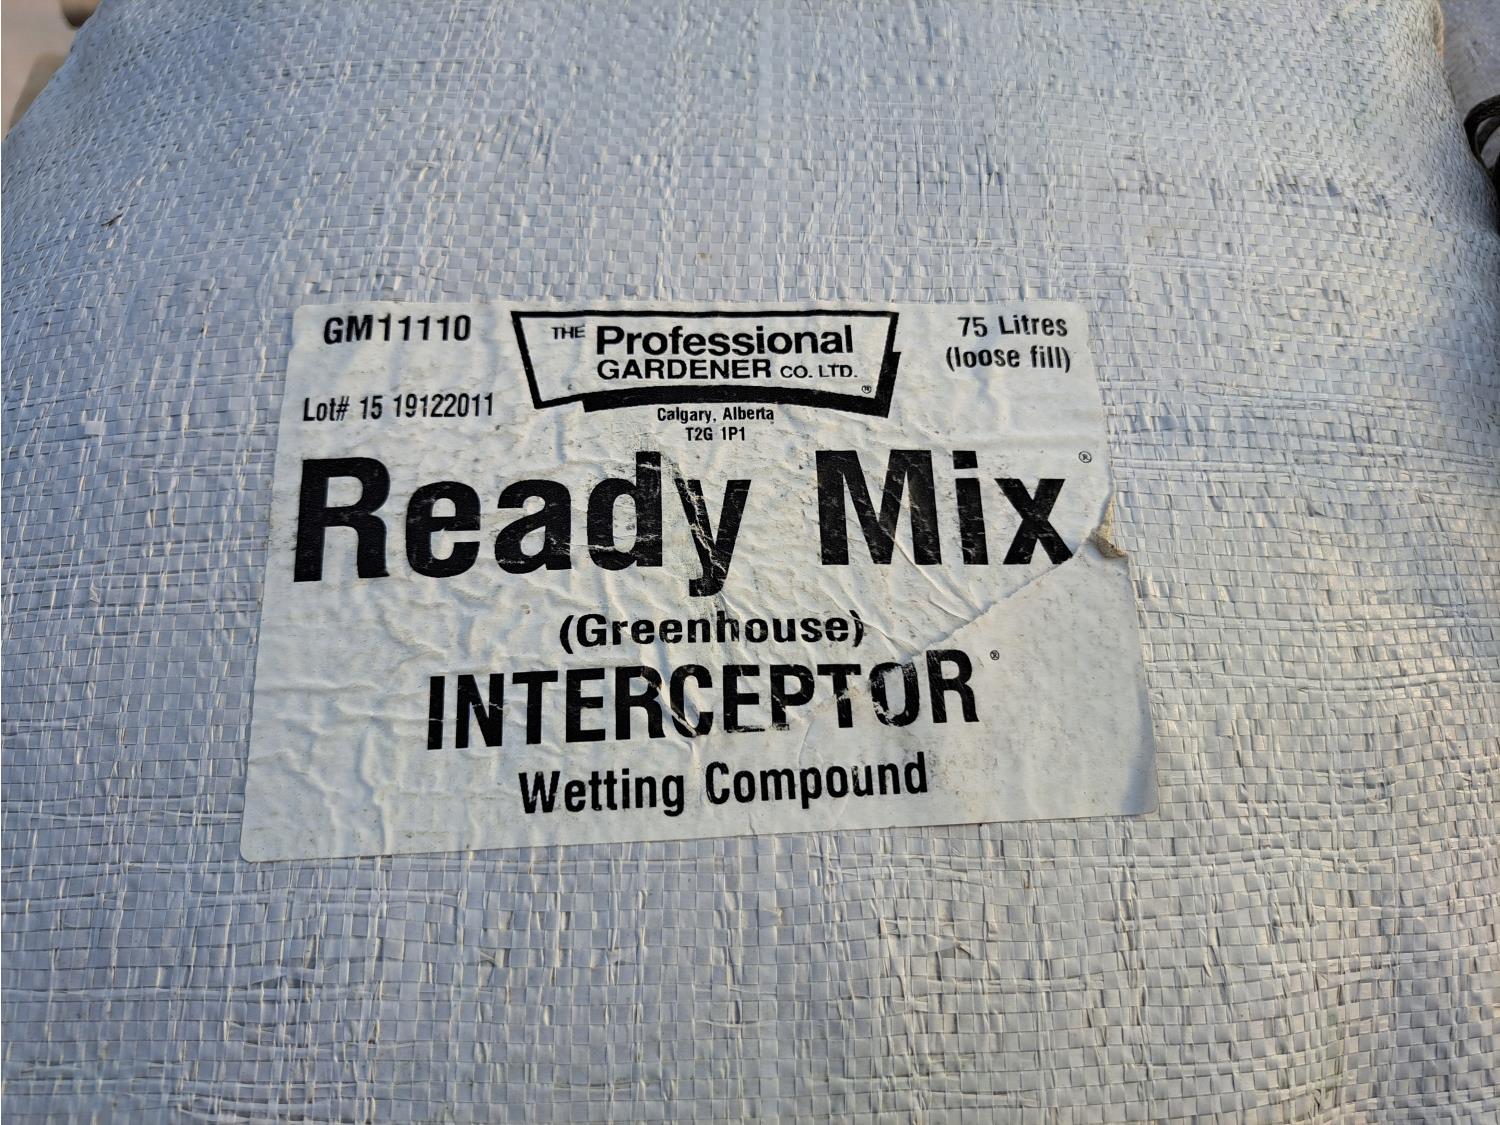 GM11110
Lot# 15 19122011
THE Professional
GARDENER CO. LTD.
®
Calgary, Alberta
T2G 1P1
75 Litres
(loose fill)
Ready Mix®
(Greenhouse)
INTERCEPTOR®
Wetting Compound